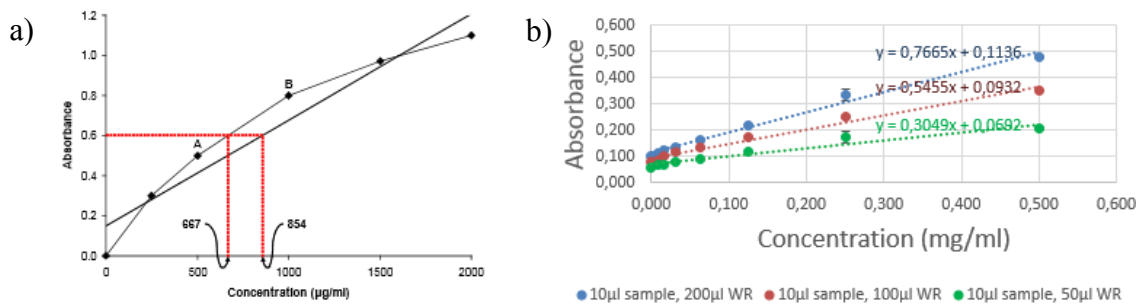 a)
1.2
1.0
0.8
0.6
0.4
0.2
0.0
Absorbance
A
B
667
854
0
500
1000
1500
2000
Concentration (µg/ml)
b)
0,600
0,500
0,400
0,300
0,200
0,100
0,000
Absorbance
y = 0,7665x + 0,1136
y = 0,5455x + 0,0932
y = 0,3049x + 0,0692
0,000
0,100
0,200
0,300
0,400
0,500
0,600
Concentration (mg/ml)
10µl sample, 200µl WR
10µl sample, 100µl WR
10µl sample, 50µl WR